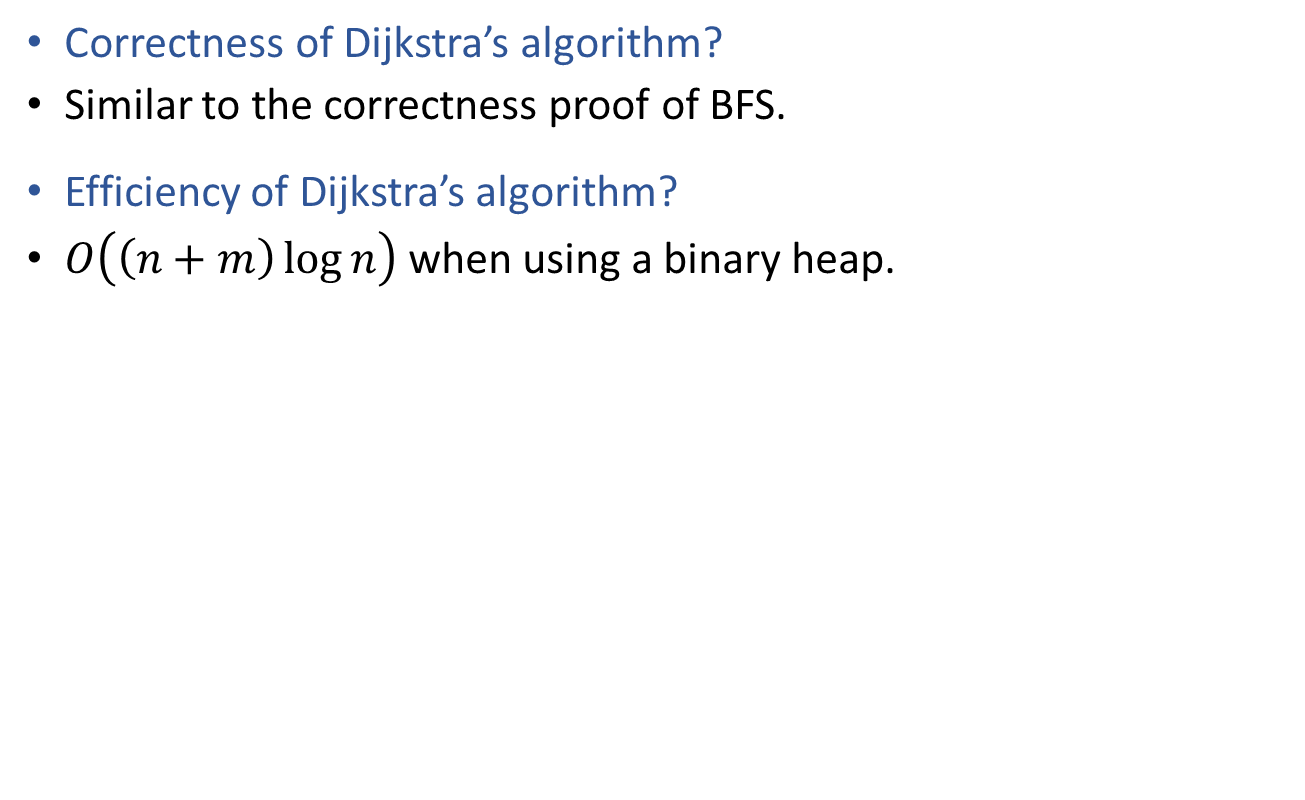 • Correctness of Dijkstra’s algorithm?
• Similar to the correctness proof of BFS.
• Efficiency of Dijkstra’s algorithm?
• O((n + m) log n) when using a binary heap.